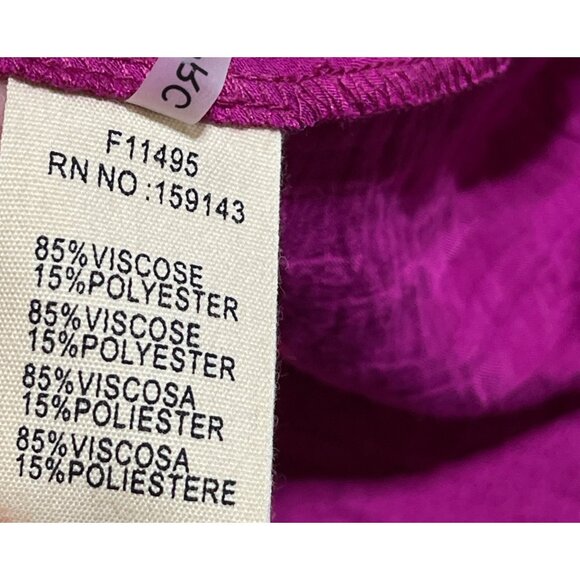 F11495
RN NO :159143
85%VISCOSE
15%POLYESTER
85%VISCOSE
15%POLYESTER
85%VISCOSA
15%POLIESTER
85%VISCOSA
15%POLIESTERE